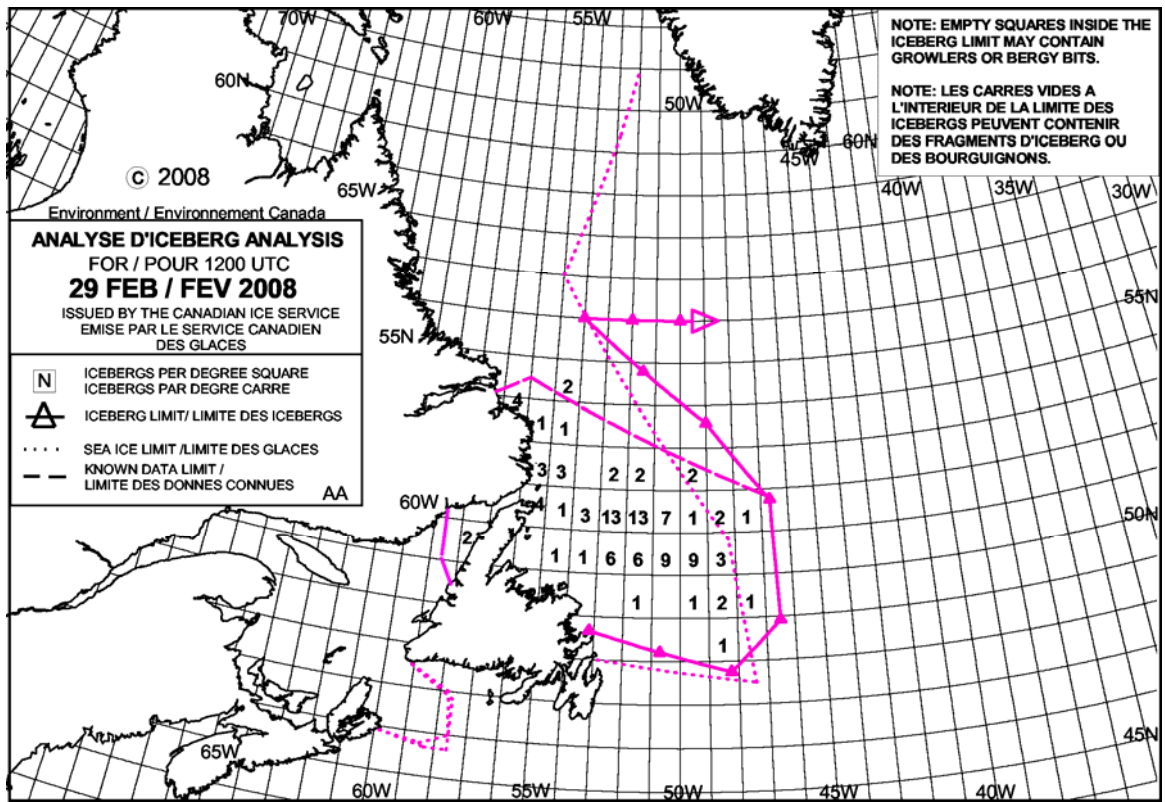 70W
60W
55W
NOTE: EMPTY SQUARES INSIDE THE
ICEBERG LIMIT MAY CONTAIN
GROWLERS OR BERGY BITS.
NOTE: LES CARRES VIDES A
L'INTERIEUR DE LA LIMITE DES
ICEBERGS PEUVENT CONTENIR
DES FRAGMENTS D'ICEBERG OU
DES BOURGUIGNONS.
60N
50W
60N
45W
© 2008
65W
40W
35W
30W
Environment / Environnement Canada
ANALYSE D'ICEBERG ANALYSIS
FOR / POUR 1200 UTC
29 FEB / FEV 2008
ISSUED BY THE CANADIAN ICE SERVICE
EMISE PAR LE SERVICE CANADIEN
DES GLACES
N
ICEBERGS PER DEGREE SQUARE
ICEBERGS PAR DEGRE CARRE
ICEBERG LIMIT/ LIMITE DES ICEBERGS
SEA ICE LIMIT /LIMITE DES GLACES
KNOWN DATA LIMIT /
LIMITE DES DONNES CONNUES
AA
55N
55N
2
4
1 1
3 3 2 2 2
60W
4 1 3 13 13 7 1 2 1
50N
2
1 1 6 6 9 9 3
1 1 2 1
1
65W
45N
60W
55W
50W
45W
40W